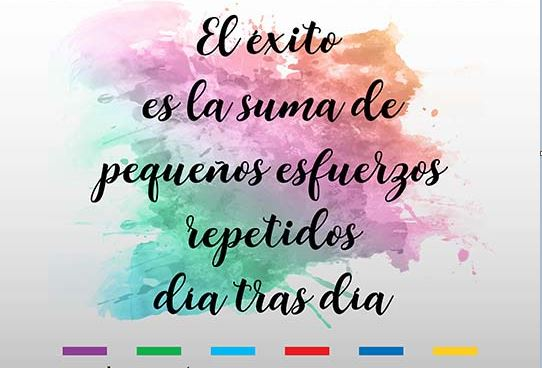 El éxito
es la suma de
pequeños esfuerzos
repetidos
día tras día